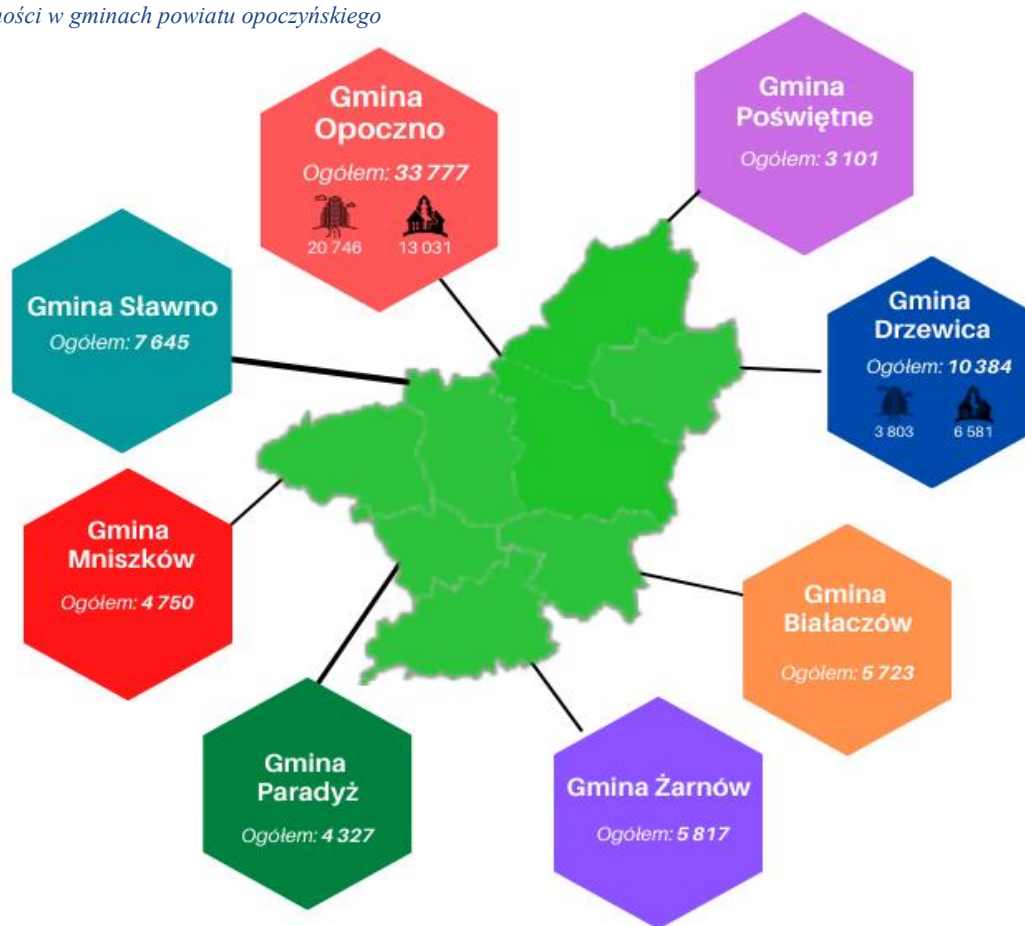 ności w gminach powiatu opoczyńskiego
Gmina
Opoczno
Ogółem: 33 777
20 746 13 031
Gmina
Poświętne
Ogółem: 3 101
Gmina Sławno
Ogółem: 7 645
Gmina
Drzewica
Ogółem: 10 384
3 803 6 581
Gmina
Mniszków
Ogółem: 4 750
Gmina
Białaczów
Ogółem: 5 723
Gmina
Paradyż
Ogółem: 4 327
Gmina Żarnów
Ogółem: 5 817